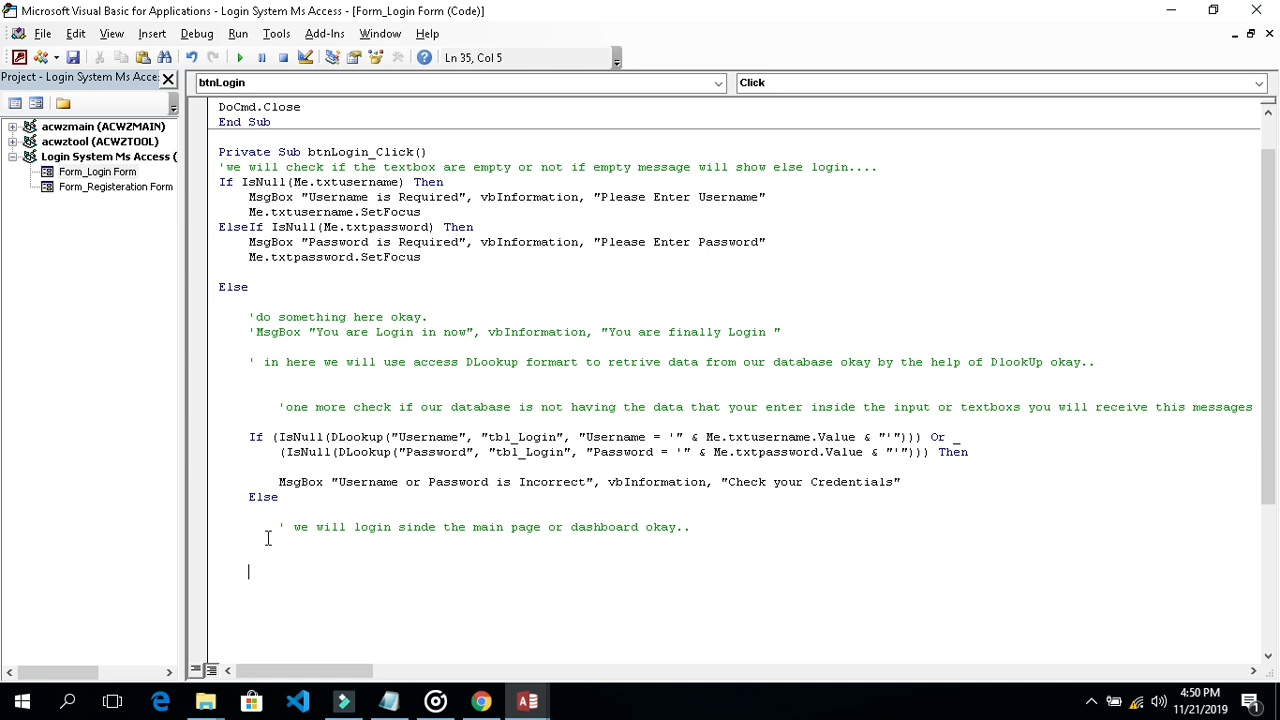 Microsoft Visual Basic for Applications - Login System Ms Access - [Form_Login Form (Code)]
File Edit View Insert Debug Run Tools Add-Ins Window Help
Ln 35, Col 5
Project - Login System Ms Acce
btnLogin Click
acwzmain (ACWZMAIN)
acwztool (ACWZTOOL)
Login System Ms Access (
Form_Login Form
Form_Registeration Form
DoCmd.Close
End Sub
Private Sub btnLogin_Click()
'we will check if the textbox are empty or not if empty message will show else login....
If IsNull(Me.txtusername) Then
MsgBox "Username is Required", vbInformation, "Please Enter Username"
Me.txtusername.SetFocus
ElseIf IsNull(Me.txtpassword) Then
MsgBox "Password is Required", vbInformation, "Please Enter Password"
Me.txtpassword.SetFocus
Else
'do something here okay.
'MsgBox "You are Login in now", vbInformation, "You are finally Login "
' in here we will use access DLookup formart to retrive data from our database okay by the help of DlookUp okay..
'one more check if our database is not having the data that your enter inside the input or textboxs you will receive this messages
If (IsNull(DLookup("Username", "tbl_Login", "Username = '" & Me.txtusername.Value & "'"))) Or _
(IsNull(DLookup("Password", "tbl_Login", "Password = '" & Me.txtpassword.Value & "'"))) Then
MsgBox "Username or Password is Incorrect", vbInformation, "Check your Credentials"
Else
' we will login sinde the main page or dashboard okay..
4:50 PM
11/21/2019